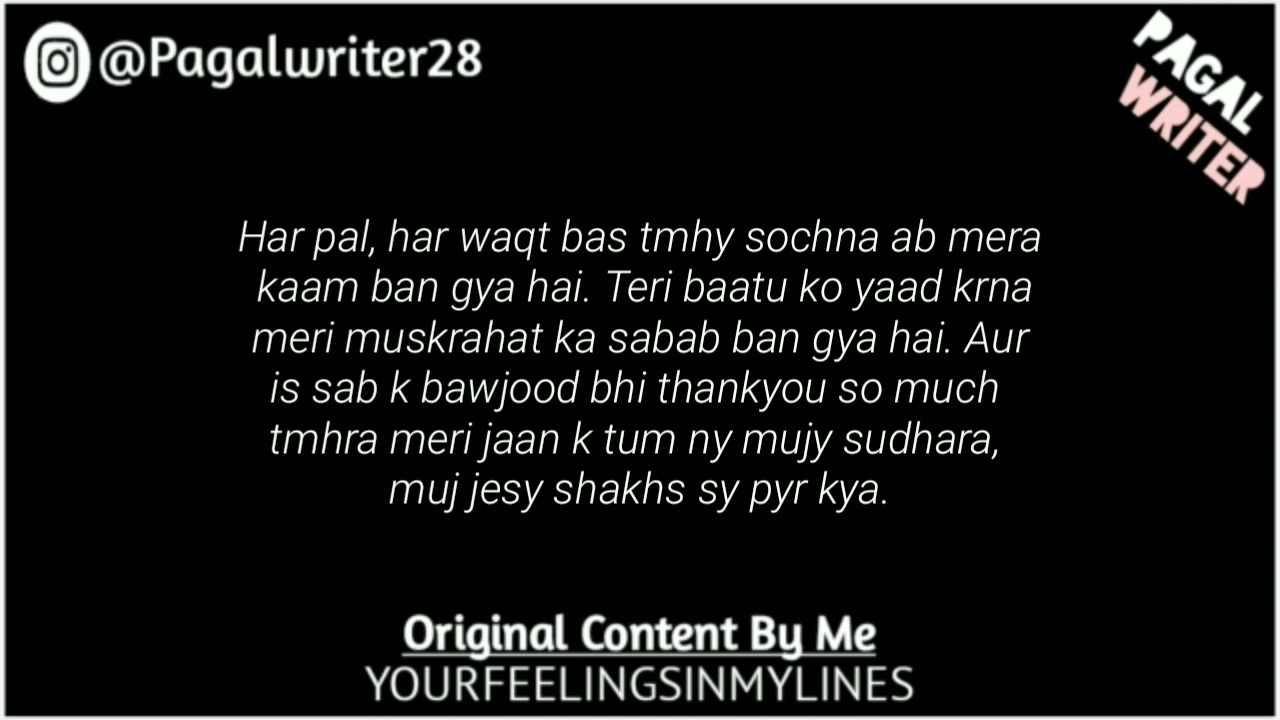 @Pagalwriter28
PAGAL
WRITER
Har pal, har waqt bas tmhy sochna ab mera
kaam ban gya hai. Teri baatu ko yaad krna
meri muskrahat ka sabab ban gya hai. Aur
is sab k bawjood bhi thankyou so much
tmhra meri jaan k tum ny mujy sudhara,
muj jesy shakhs sy pyr kya.
Original Content By Me
YOURFEELINGSINMYLINES